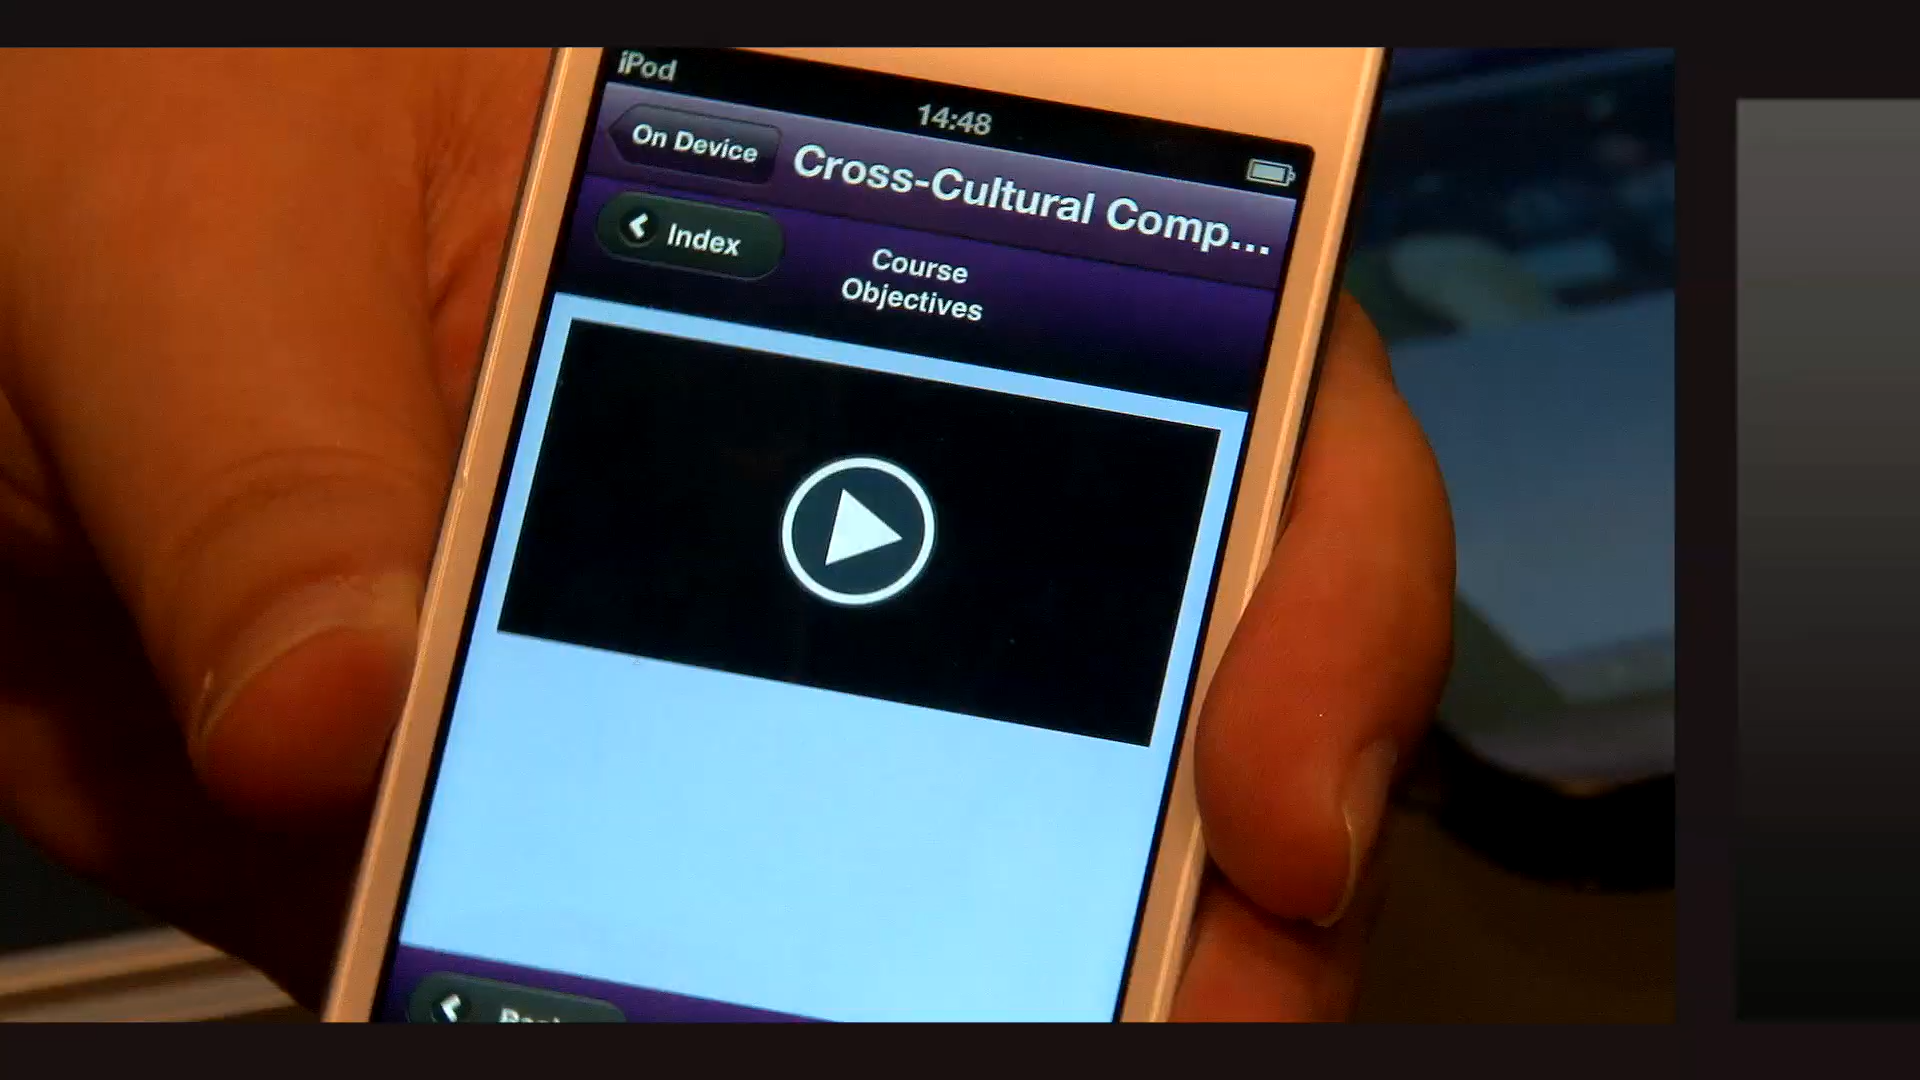 iPod
14:48
On Device
Cross-Cultural Comp...
Index
Course
Objectives